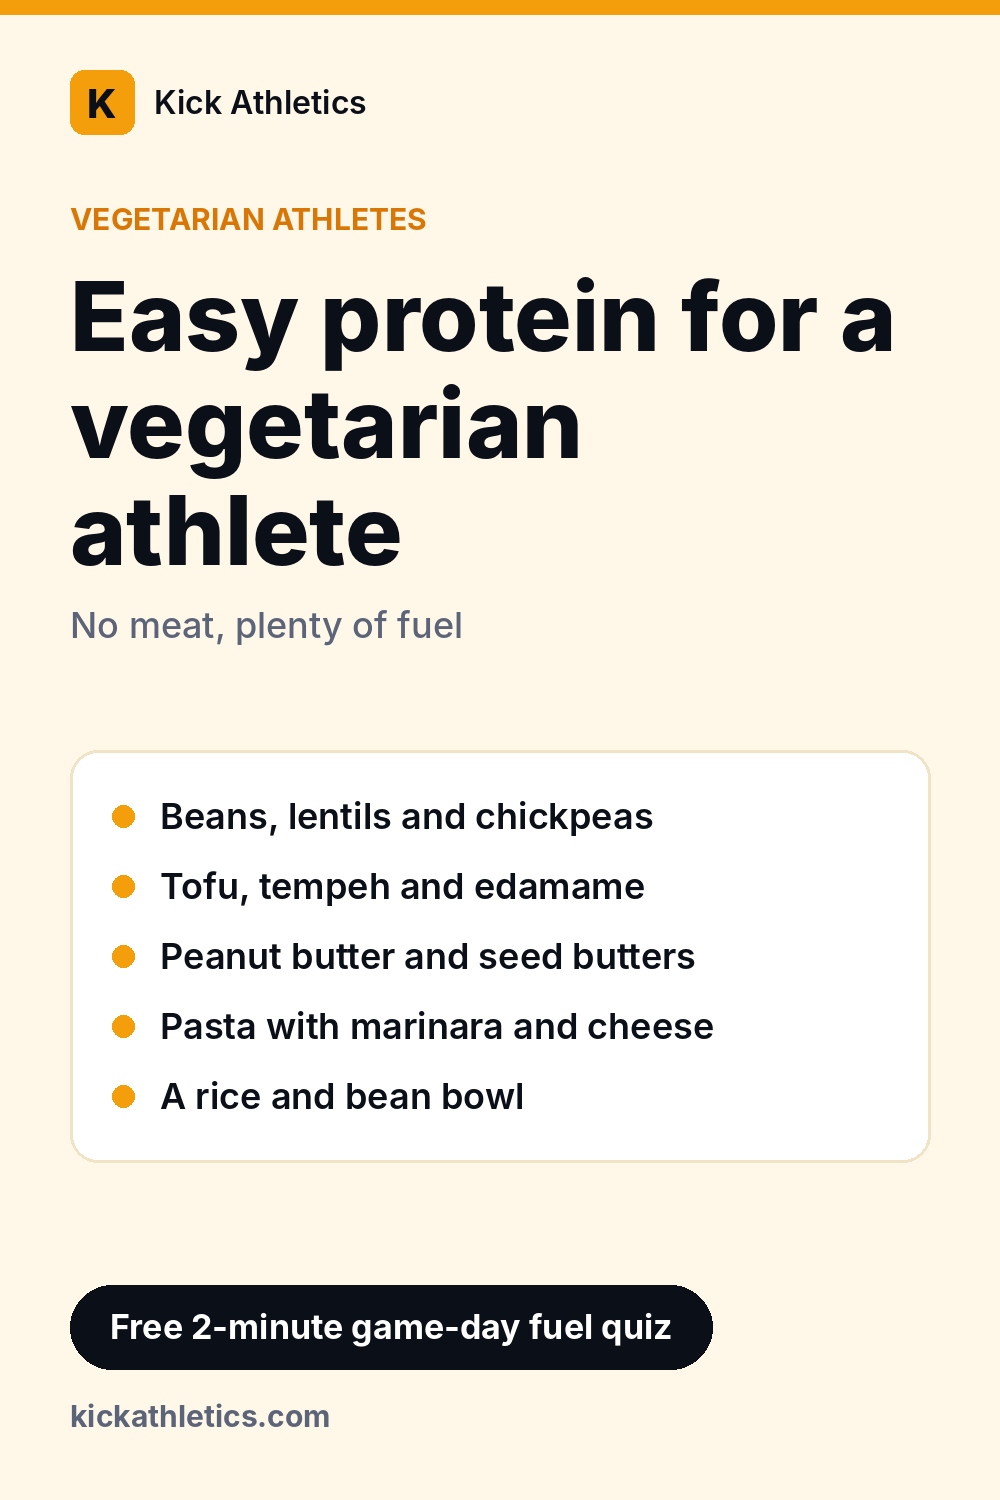 K
Kick Athletics
VEGETARIAN ATHLETES
Easy protein for a
vegetarian
athlete
No meat, plenty of fuel
Beans, lentils and chickpeas
Tofu, tempeh and edamame
Peanut butter and seed butters
Pasta with marinara and cheese
A rice and bean bowl
Free 2-minute game-day fuel quiz
kickathletics.com